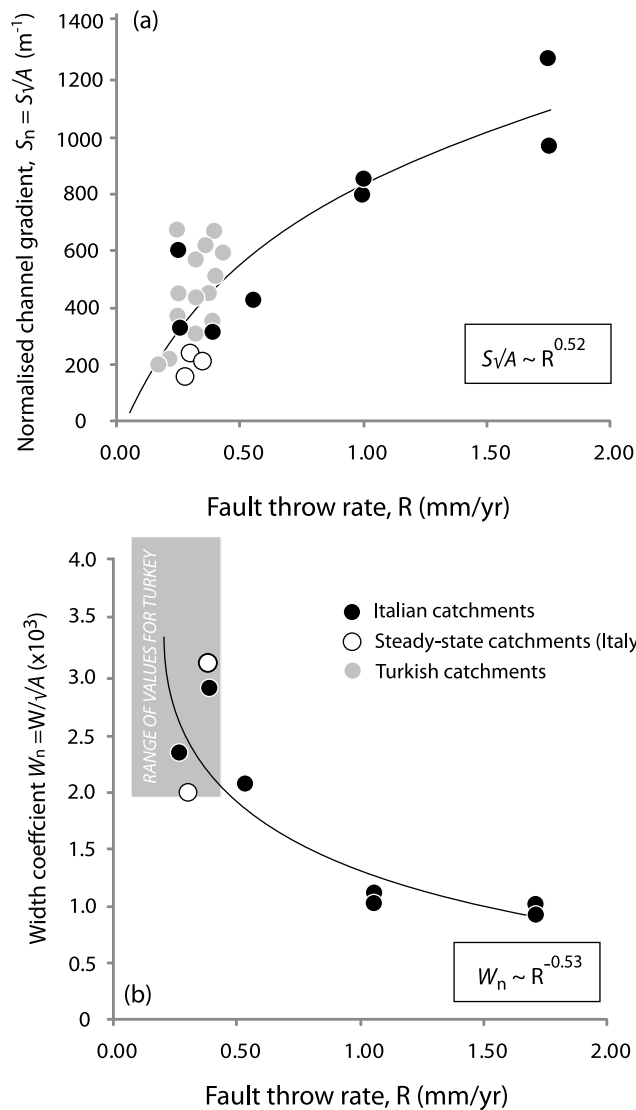 (a)
Normalised channel gradient, Sn = S√A (m⁻¹)
1400
1200
1000
800
600
400
200
0
S√A ~ R^0.52
0.00
0.50
1.00
1.50
2.00
Fault throw rate, R (mm/yr)
Width coeffcient Wn =W/√A (x10³)
4.0
3.5
3.0
2.5
2.0
1.5
1.0
0.5
0
RANGE OF VALUES FOR TURKEY
Italian catchments
Steady-state catchments (Italy
Turkish catchments
Wn ~ R^-0.53
(b)
0.00
0.50
1.00
1.50
2.00
Fault throw rate, R (mm/yr)